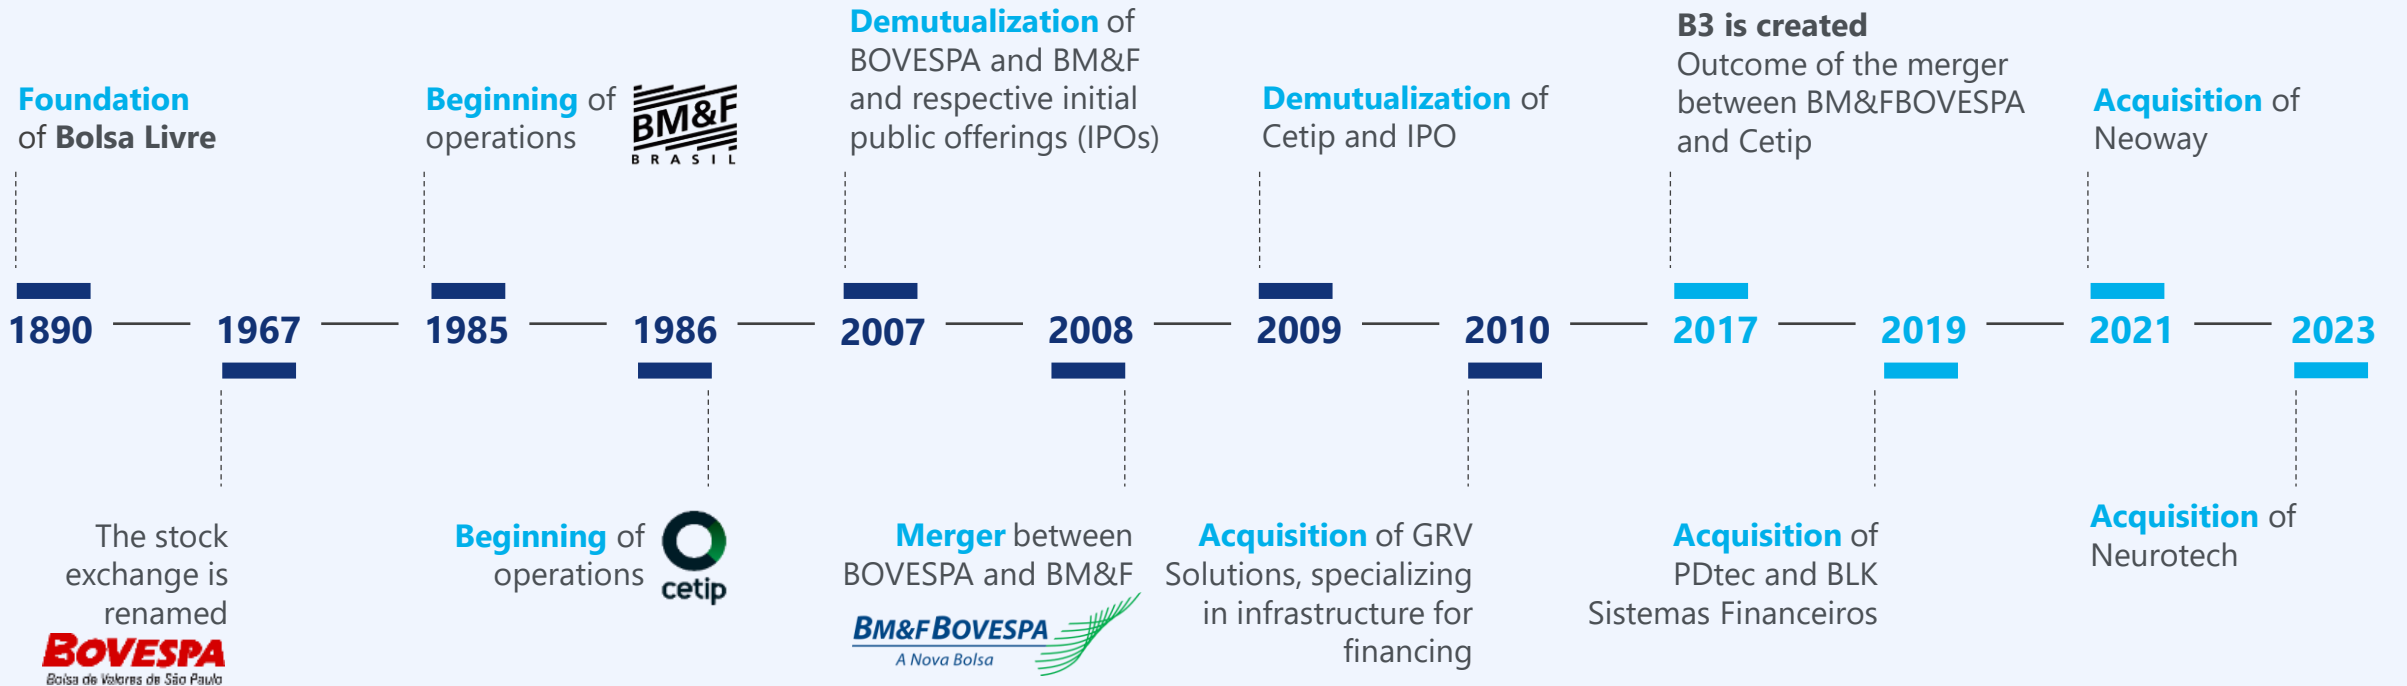 Foundation
of Bolsa Livre
Beginning of
operations
BM&F
BRASIL
Demutualization of
BOVESPA and BM&F
and respective initial
public offerings (IPOs)
Demutualization of
Cetip and IPO
B3 is created
Outcome of the merger
between BM&FBOVESPA
and Cetip
Acquisition of
Neoway
1890
1967
1985
1986
2007
2008
2009
2010
2017
2019
2021
2023
The stock
exchange is
renamed
BOVESPA
Bolsa de Valores de São Paulo
Beginning of
operations
cetip
Merger between
BOVESPA and BM&F
BM&FBOVESPA
A Nova Bolsa
Acquisition of GRV
Solutions, specializing
in infrastructure for
financing
Acquisition of
PDtec and BLK
Sistemas Financeiros
Acquisition of
Neurotech